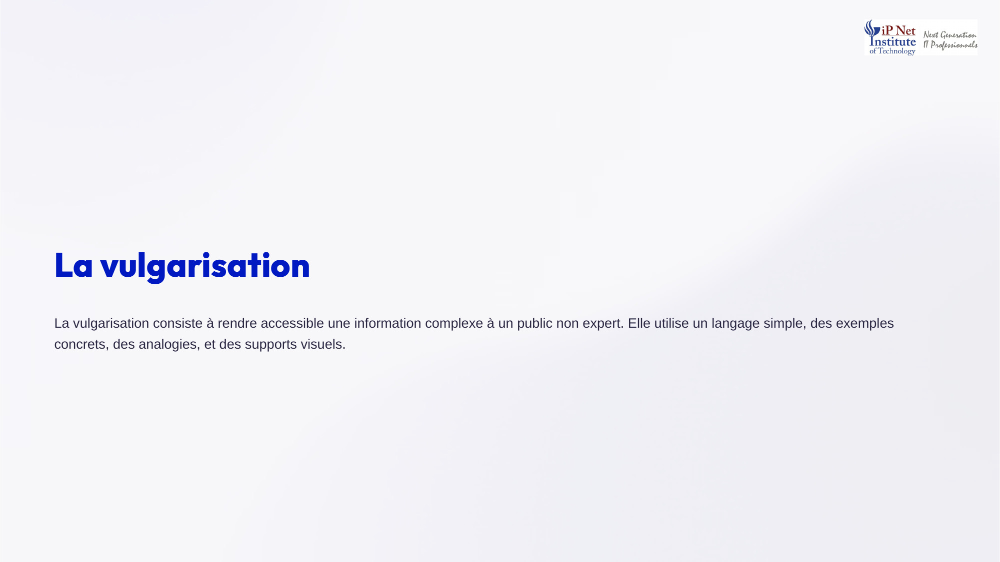 iP Net
Institute
of Technology
Next Generation
IT Professionnels
La vulgarisation
La vulgarisation consiste à rendre accessible une information complexe à un public non expert. Elle utilise un langage simple, des exemples
concrets, des analogies, et des supports visuels.